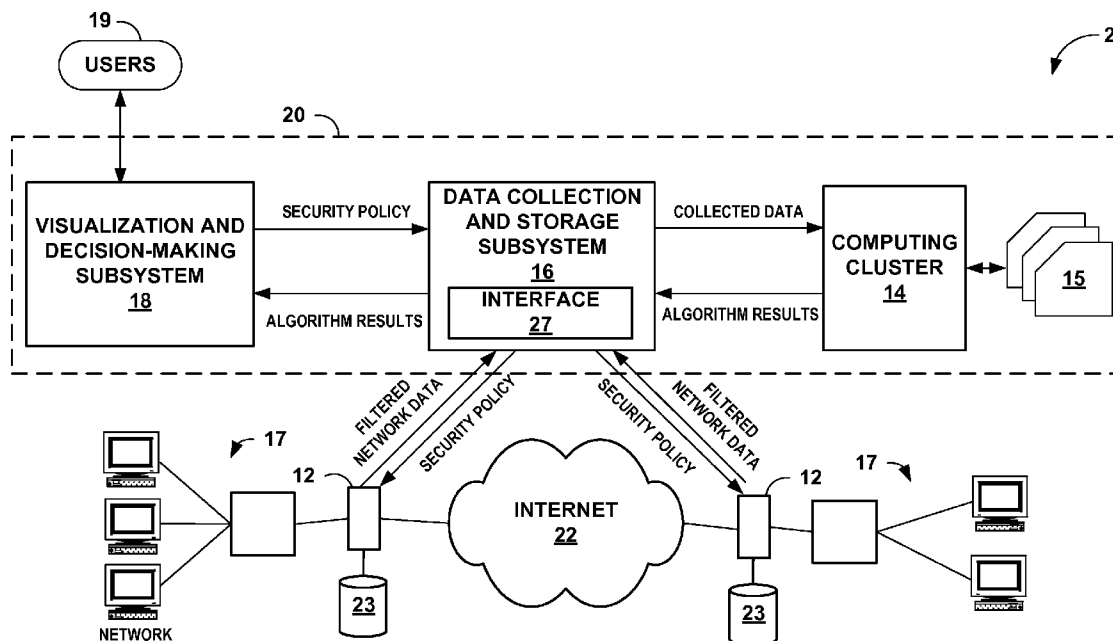 19
USERS
2
20
VISUALIZATION AND
DECISION-MAKING
SUBSYSTEM
18
SECURITY POLICY
ALGORITHM RESULTS
DATA COLLECTION
AND STORAGE
SUBSYSTEM
16
INTERFACE
27
COLLECTED DATA
ALGORITHM RESULTS
COMPUTING
CLUSTER
14
15
FILTERED
NETWORK DATA
SECURITY POLICY
SECURITY POLICY
FILTERED
NETWORK DATA
17
12
INTERNET
22
12
17
23
23
NETWORK